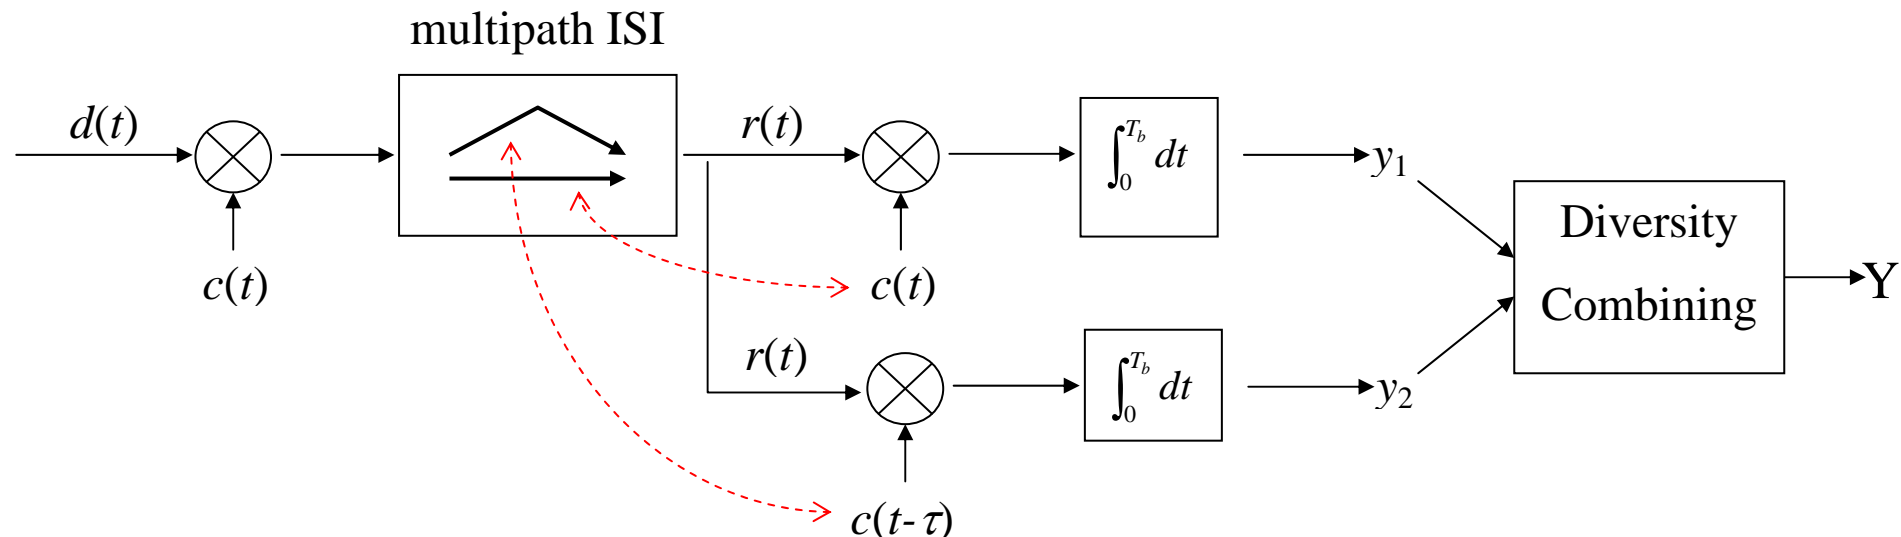 multipath ISI
d(t)
c(t)
r(t)
c(t)
∫₀^{T_b} dt
y₁
r(t)
c(t-τ)
∫₀^{T_b} dt
y₂
Diversity
Combining
Y